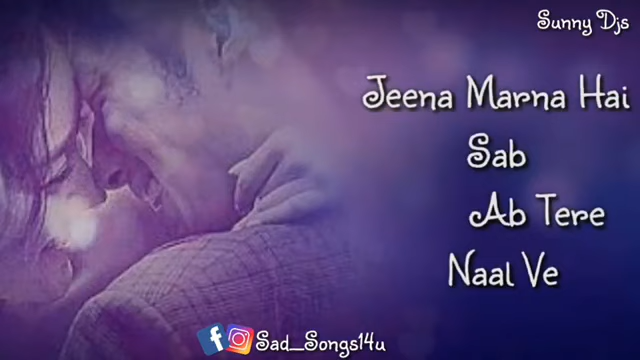 Sunny Djs
Jeena Marna Hai
Sab
Ab Tere
Naal Ve
Sad_Songs14u